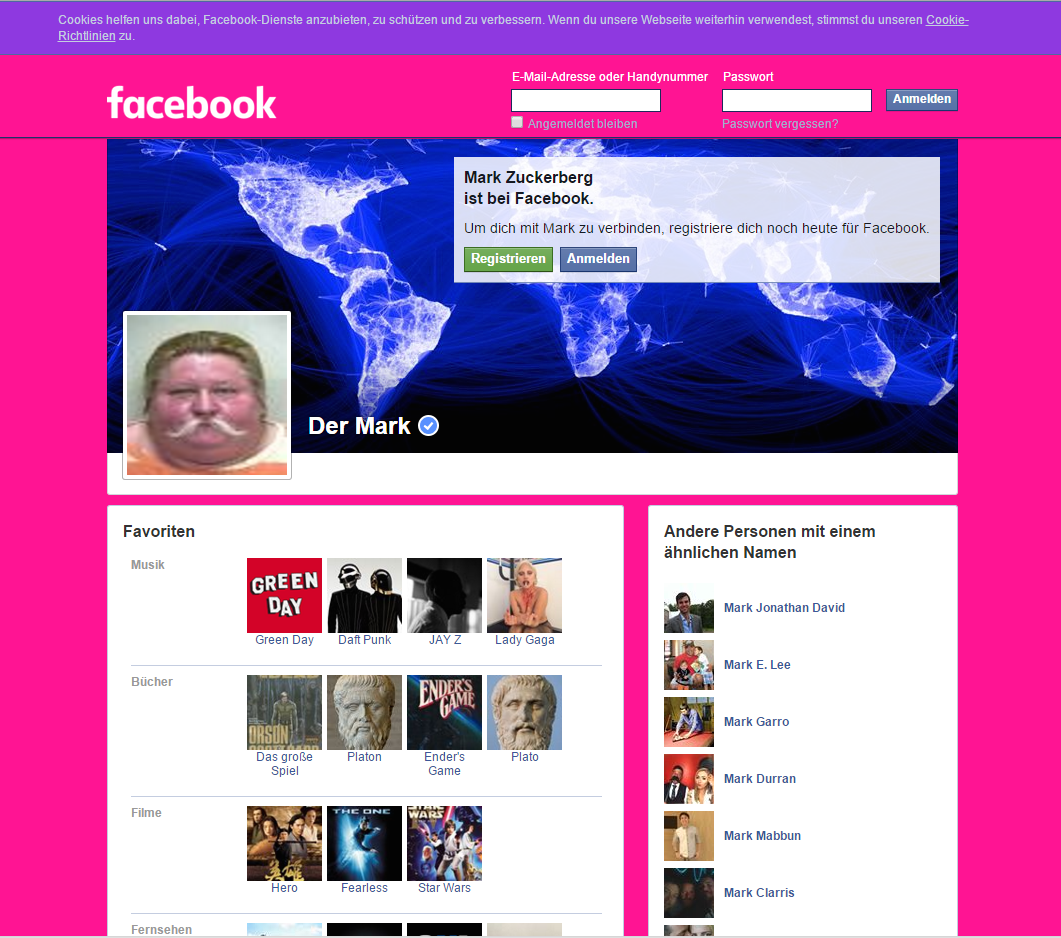 Cookies helfen uns dabei, Facebook-Dienste anzubieten, zu schützen und zu verbessern. Wenn du unsere Webseite weiterhin verwendest, stimmst du unseren Cookie-
Richtlinien zu.
facebook
E-Mail-Adresse oder Handynummer
Passwort
Anmelden
Angemeldet bleiben
Passwort vergessen?
Mark Zuckerberg
ist bei Facebook.
Um dich mit Mark zu verbinden, registriere dich noch heute für Facebook.
Registrieren
Anmelden
Der Mark
Favoriten
Musik
GREEN
DAY
Green Day
Daft Punk
JAY Z
Lady Gaga
Bücher
ORSON
ENDER'S
GAME
Das große
Spiel
Platon
Ender's
Game
Plato
Filme
THE ONE
STAR
WARS
Hero
Fearless
Star Wars
Fernsehen
Andere Personen mit einem
ähnlichen Namen
Mark Jonathan David
Mark E. Lee
Mark Garro
Mark Durran
Mark Mabbun
Mark Clarris